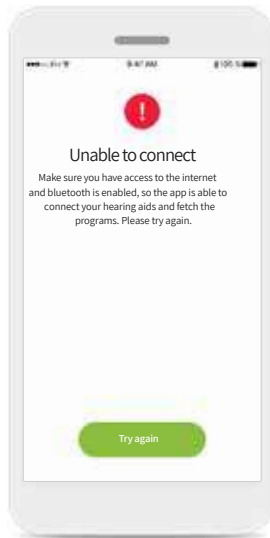 9:41 AM
Unable to connect
Make sure you have access to the internet
and bluetooth is enabled, so the app is able to
connect your hearing aids and fetch the
programs. Please try again.
Try again